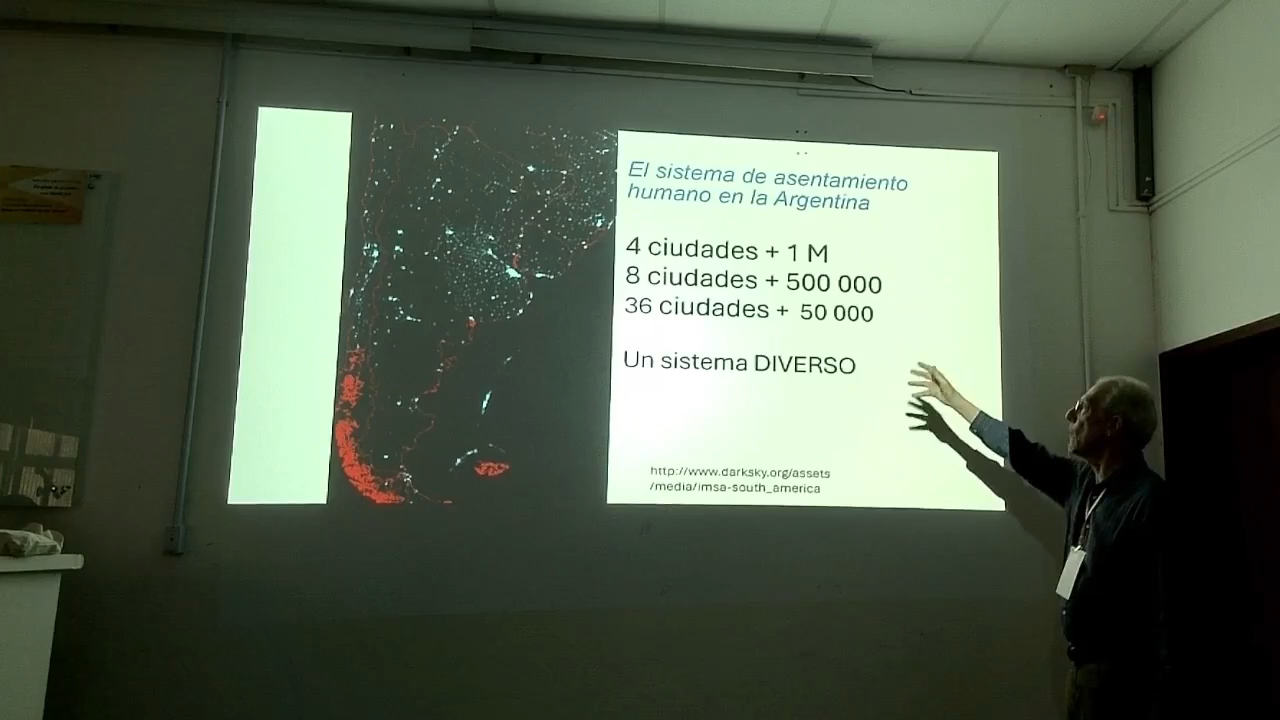 El sistema de asentamiento
humano en la Argentina
4 ciudades + 1 M
8 ciudades + 500 000
36 ciudades + 50 000
Un sistema DIVERSO
http://www.darksky.org/assets
/media/imsa-south_america